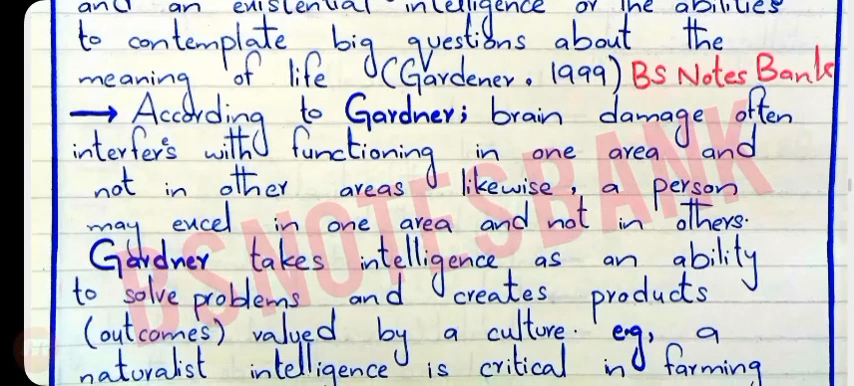 and an existential intelligence or the abilities
to contemplate big questions about the
meaning of life (Gardener. 1999) BS Notes Bank
→ According to Gardner; brain damage often
interfers with functioning in one area and
not in other areas likewise, a person
may excel in one area and not in others.
Gardner takes intelligence as an ability
to solve problems and creates products
(outcomes) valued by a culture. e.g, a
naturalist intelligence is critical in farming
BSNOTESBANK